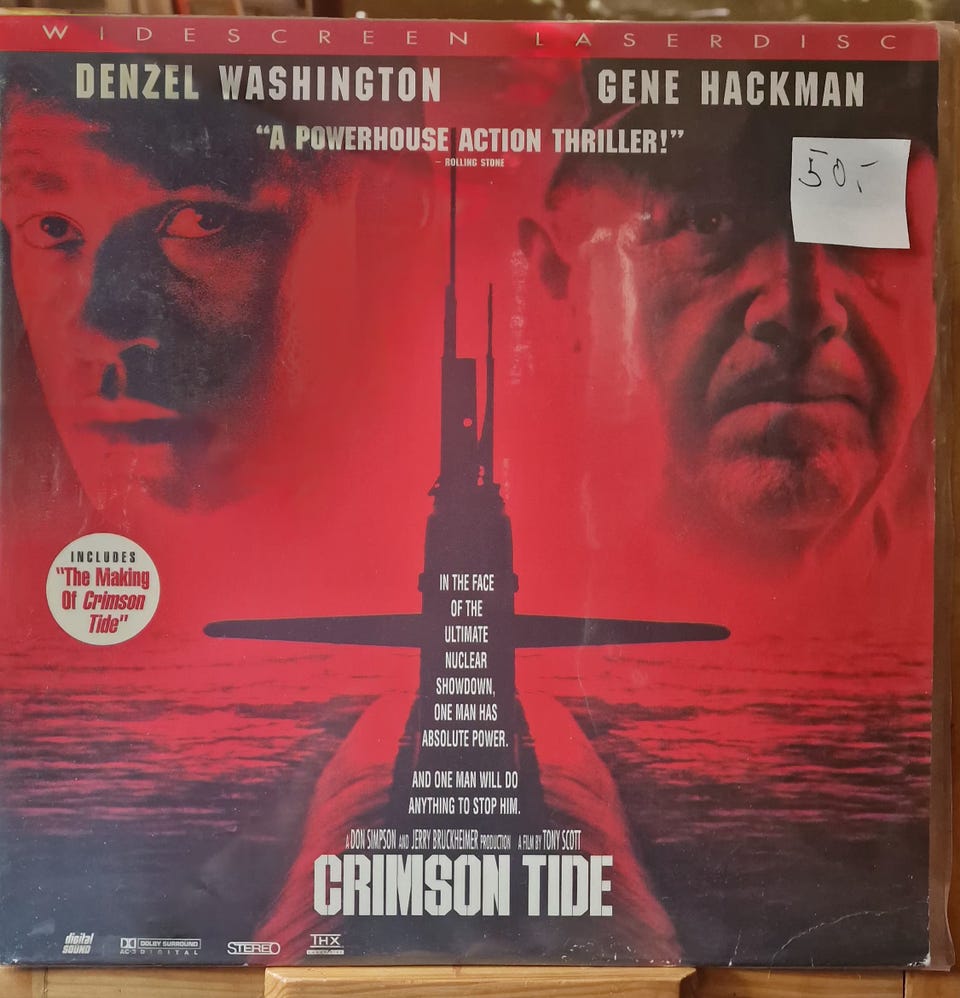 WIDESCREEN LASERDISC
DENZEL WASHINGTON GENE HACKMAN
"A POWERHOUSE ACTION THRILLER!"
– ROLLING STONE
50,-
INCLUDES
"The Making
Of Crimson
Tide"
IN THE FACE
OF THE
ULTIMATE
NUCLEAR
SHOWDOWN,
ONE MAN HAS
ABSOLUTE POWER.
AND ONE MAN WILL DO
ANYTHING TO STOP HIM.
A DON SIMPSON AND JERRY BRUCKHEIMER PRODUCTION A FILM BY TONY SCOTT
CRIMSON TIDE
digital SOUND
DOLBY SURROUND
AC-3 DIGITAL
STEREO
THX